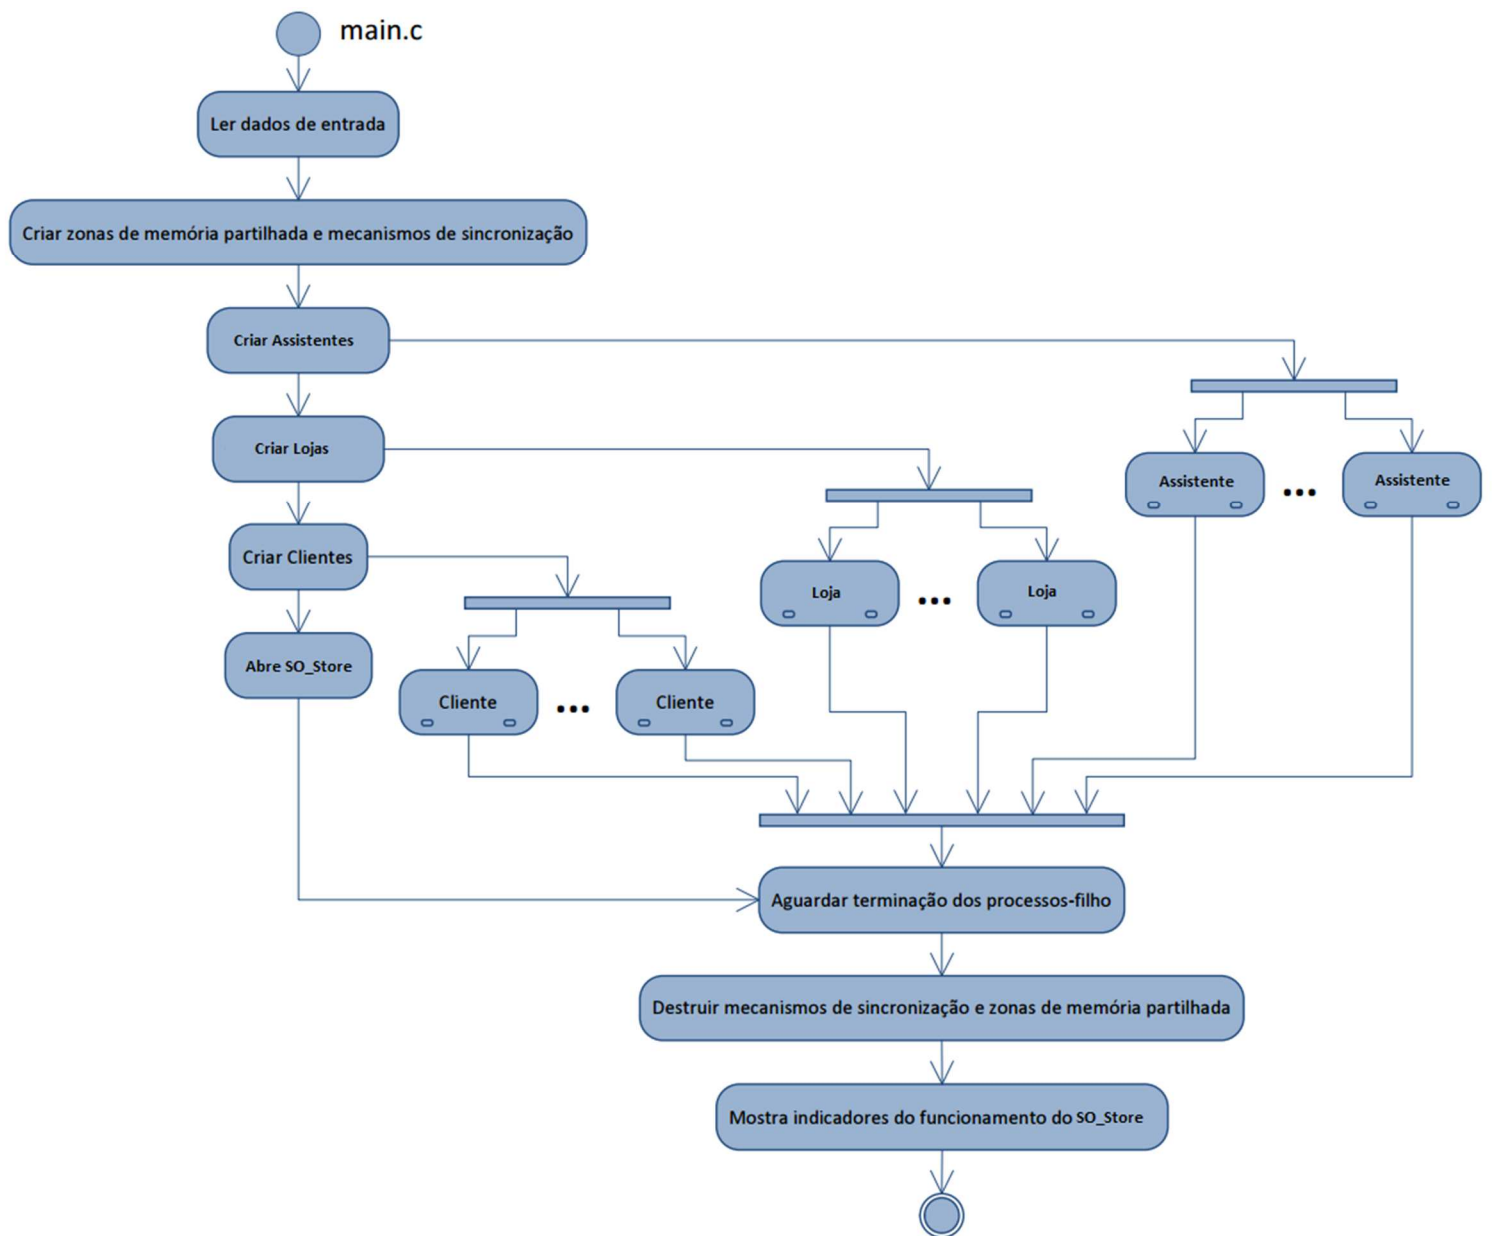 main.c
Ler dados de entrada
Criar zonas de memória partilhada e mecanismos de sincronização
Criar Assistentes
Criar Lojas
Assistente
...
Assistente
Criar Clientes
Loja
...
Loja
Abre SO_Store
Cliente
...
Cliente
Aguardar terminação dos processos-filho
Destruir mecanismos de sincronização e zonas de memória partilhada
Mostra indicadores do funcionamento do SO_Store